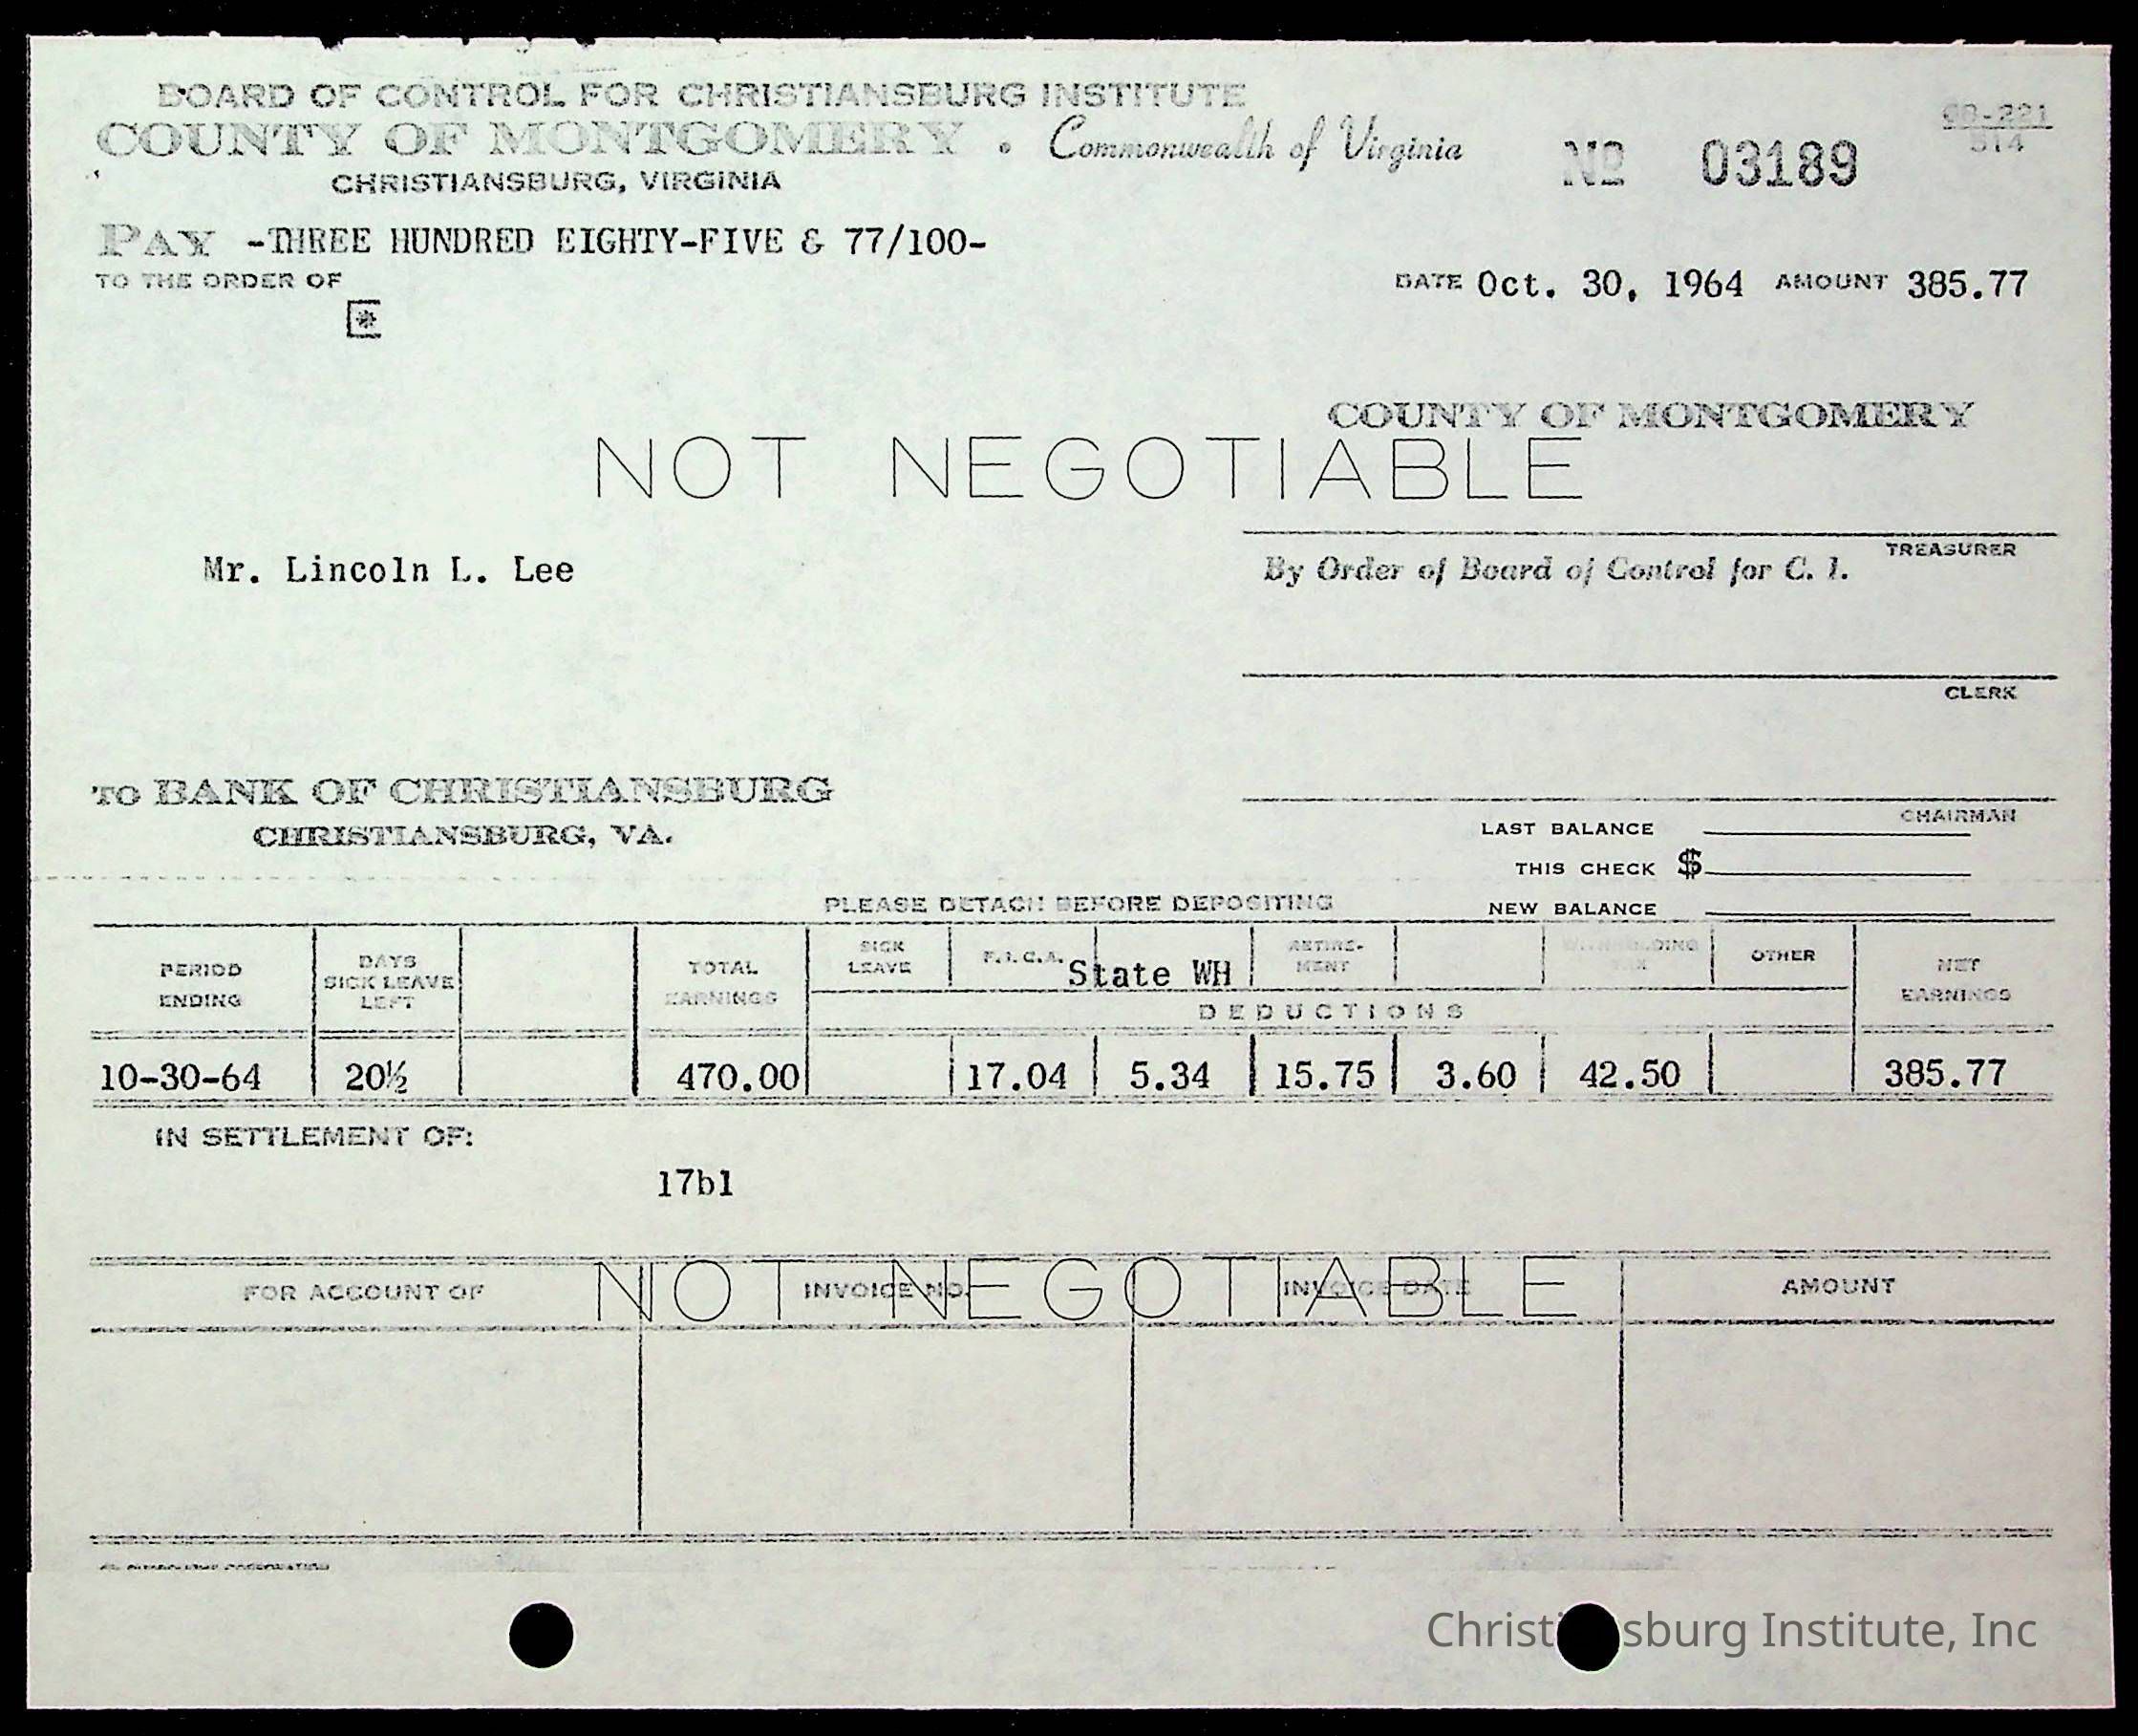 BOARD OF CONTROL FOR CHRISTIANSBURG INSTITUTE
COUNTY OF MONTGOMERY • Commonwealth of Virginia
CHRISTIANSBURG, VIRGINIA
Nº 03189
PAY -THREE HUNDRED EIGHTY-FIVE & 77/100-
TO THE ORDER OF
DATE Oct. 30, 1964 AMOUNT 385.77
COUNTY OF MONTGOMERY
NOT NEGOTIABLE
TREASURER
Mr. Lincoln L. Lee
By Order of Board of Control for C. I.
CLERK
TO BANK OF CHRISTIANSBURG
CHRISTIANSBURG, VA.
CHAIRMAN
LAST BALANCE
THIS CHECK $
NEW BALANCE
PLEASE DETACH BEFORE DEPOSITING
PERIOD ENDING
DAYS SICK LEAVE LEFT
TOTAL EARNINGS
SICK LEAVE
F.I.C.A.
State WH
RETIRE-MENT
OTHER
NET EARNINGS
DEDUCTIONS
10-30-64 20½ 470.00 17.04 5.34 15.75 3.60 42.50 385.77
IN SETTLEMENT OF:
17b1
NOT NEGOTIABLE
FOR ACCOUNT OF INVOICE NO. INVOICE DATE AMOUNT
Institute, Inc